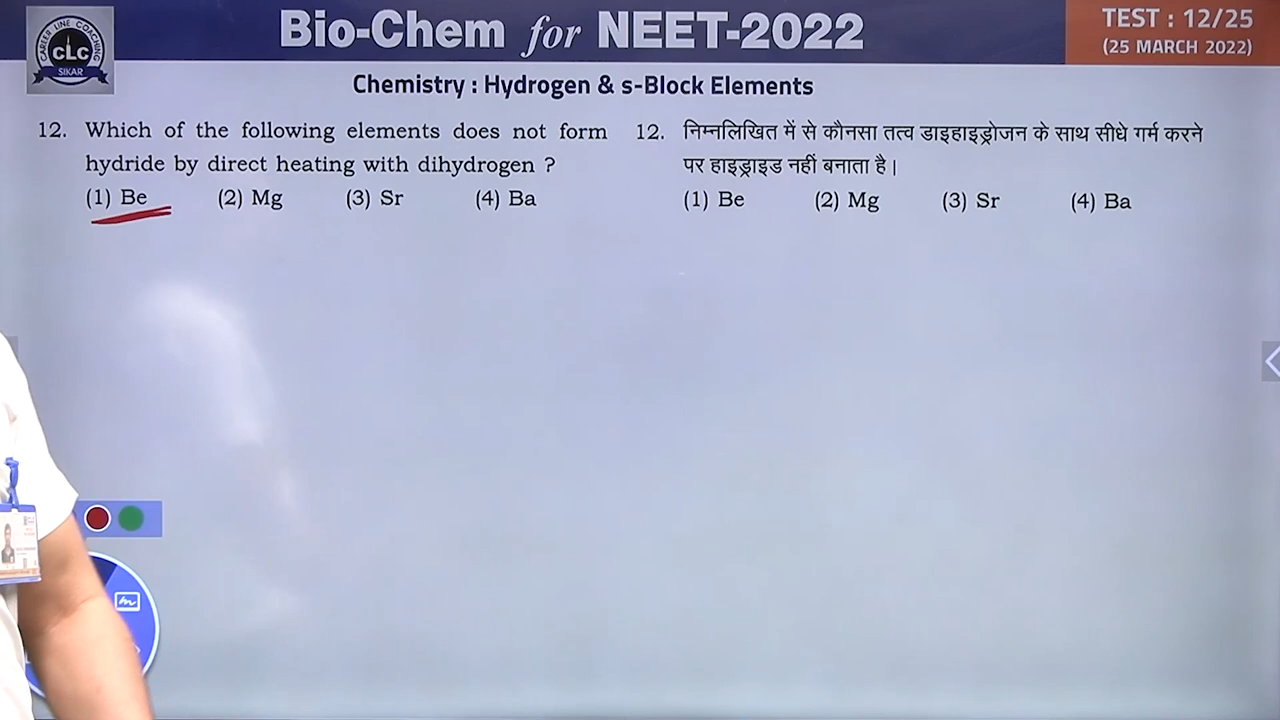 CAREER LINE COACHING
CLC
SIKAR
Bio-Chem for NEET-2022
TEST : 12/25
(25 MARCH 2022)
Chemistry : Hydrogen & s-Block Elements
12. Which of the following elements does not form
hydride by direct heating with dihydrogen ?
(1) Be (2) Mg (3) Sr (4) Ba
12. निम्नलिखित में से कौनसा तत्व डाइहाइड्रोजन के साथ सीधे गर्म करने
पर हाइड्राइड नहीं बनाता है।
(1) Be (2) Mg (3) Sr (4) Ba